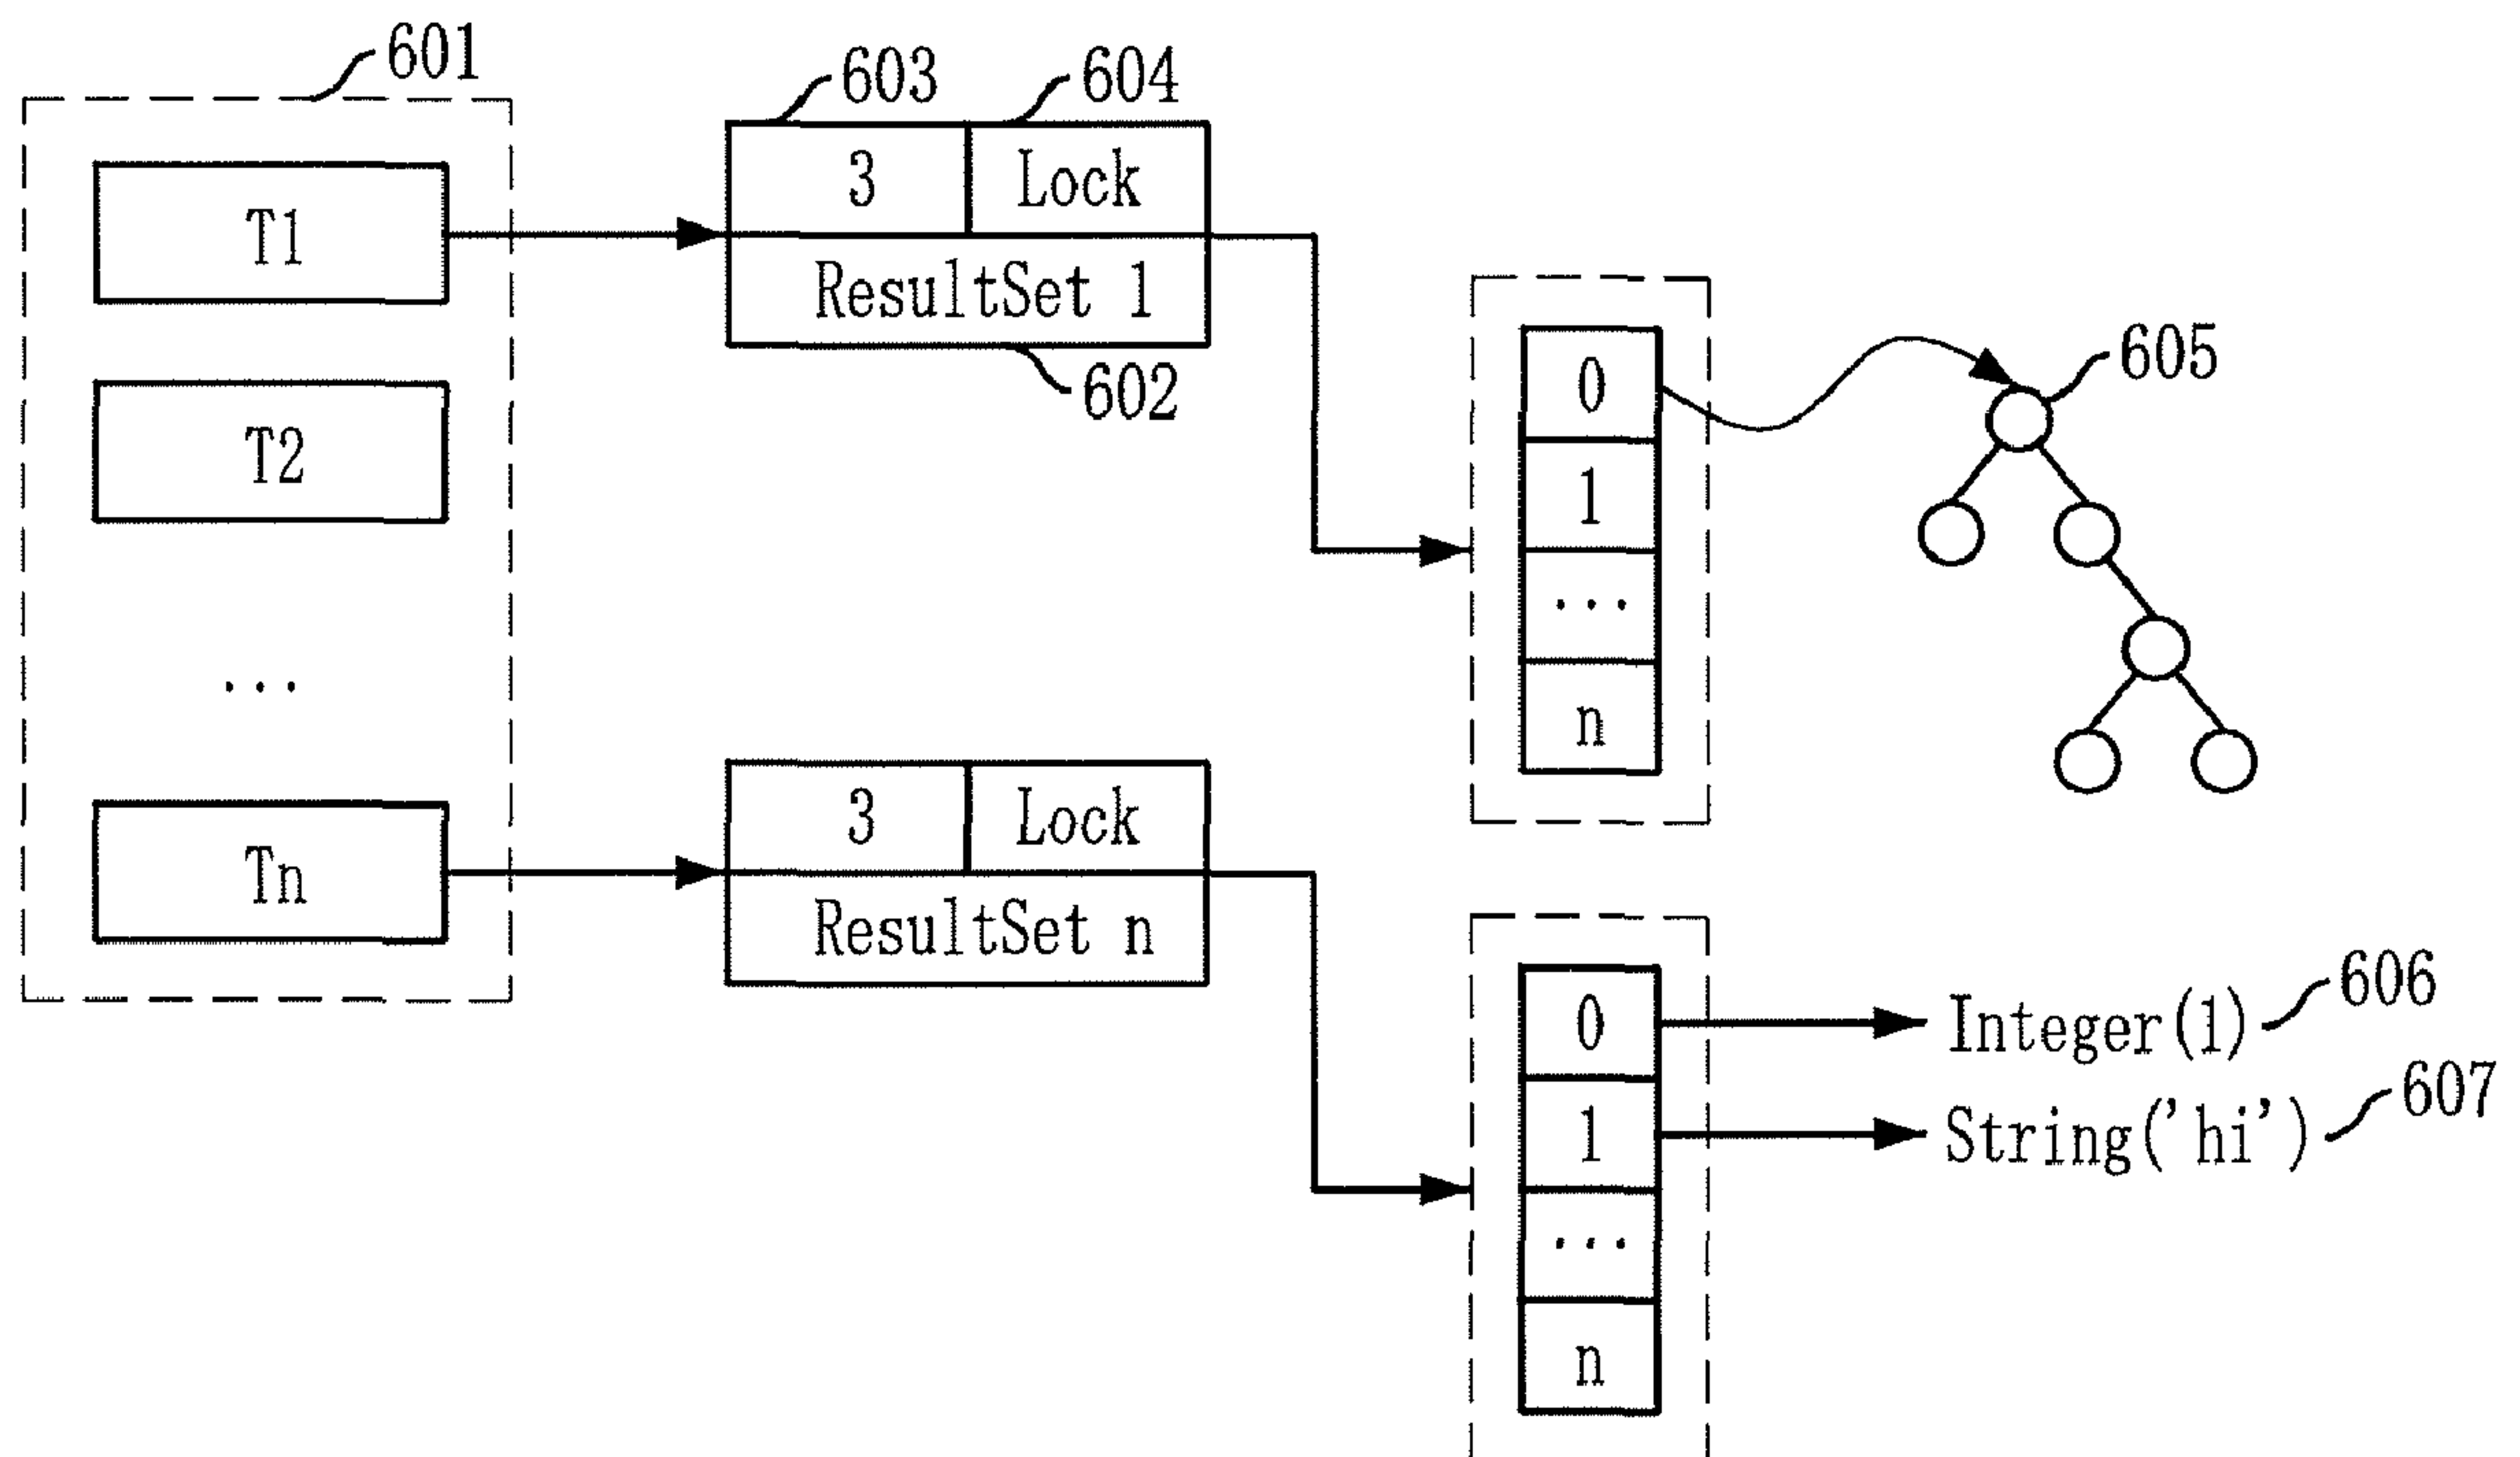 601
603
604
3
Lock
T1
ResultSet 1
602
0
605
T2
1
...
...
n
3
Lock
Tn
ResultSet n
0
Integer(1)
606
1
String('hi')
607
...
n